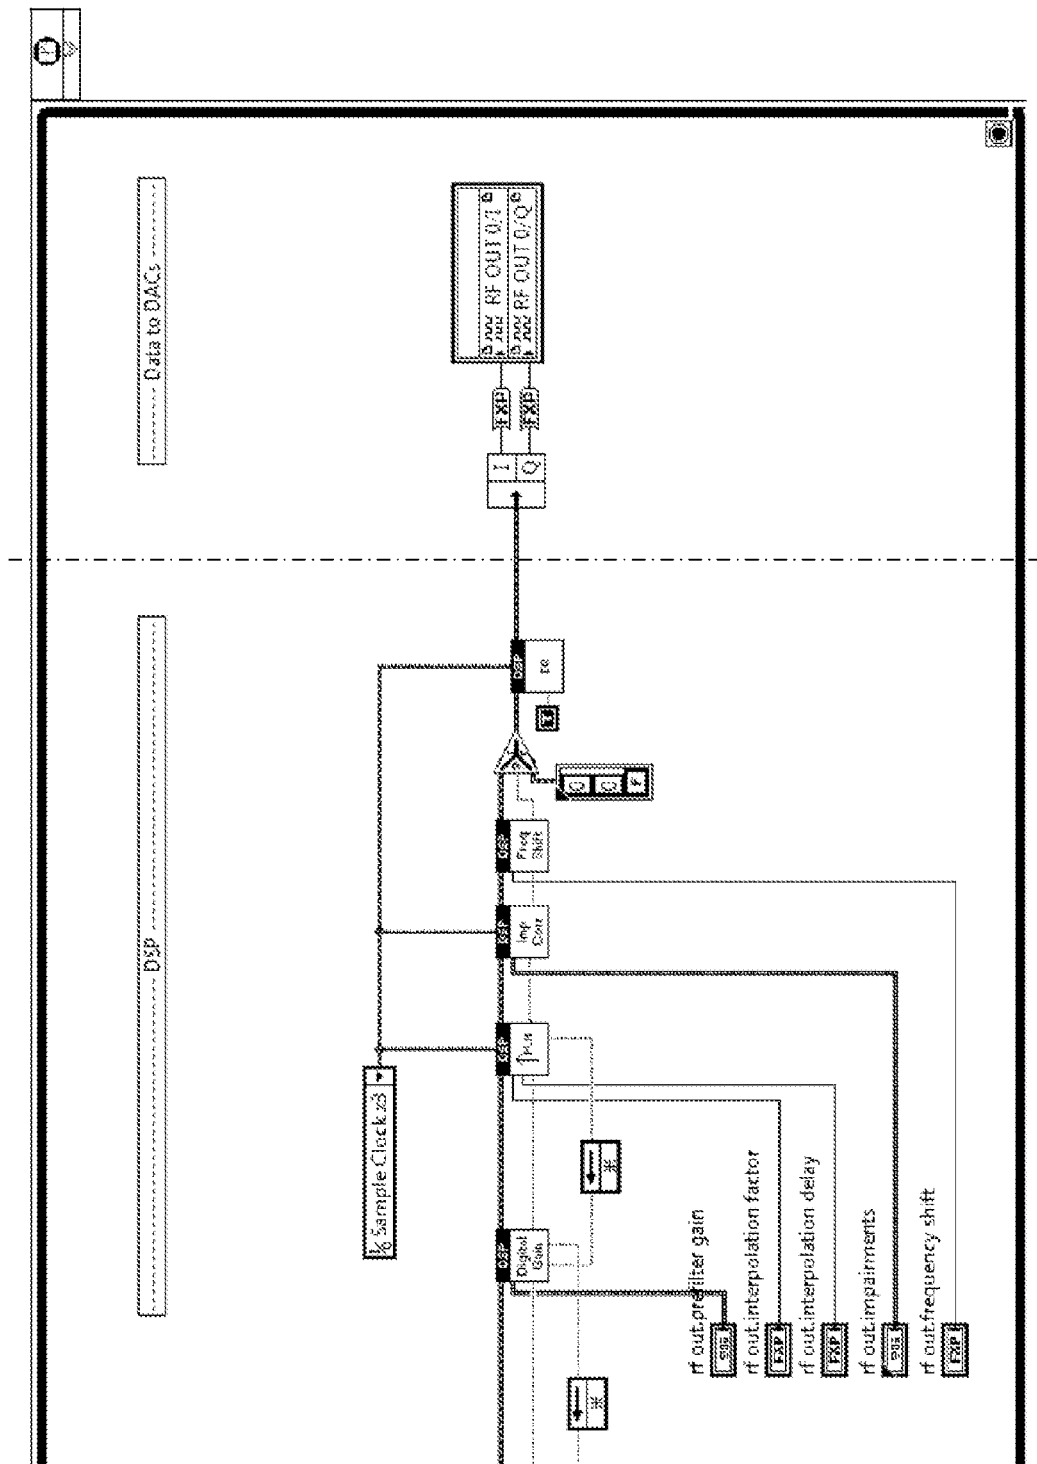 ---------- DSP ----------
---------- Data to DACs ----------
I/O Sample Clock x3
DSP
Digital
Gain
DSP
DSP
Imp
Corr
DSP
Freq
Shift
DSP
I
Q
FXP
FXP
RF OUT 0/I
RF OUT 0/Q
rf out.prefilter gain
rf out.interpolation factor
FXP
rf out.interpolation delay
FXP
rf out.impairments
rf out.frequency shift
FXP